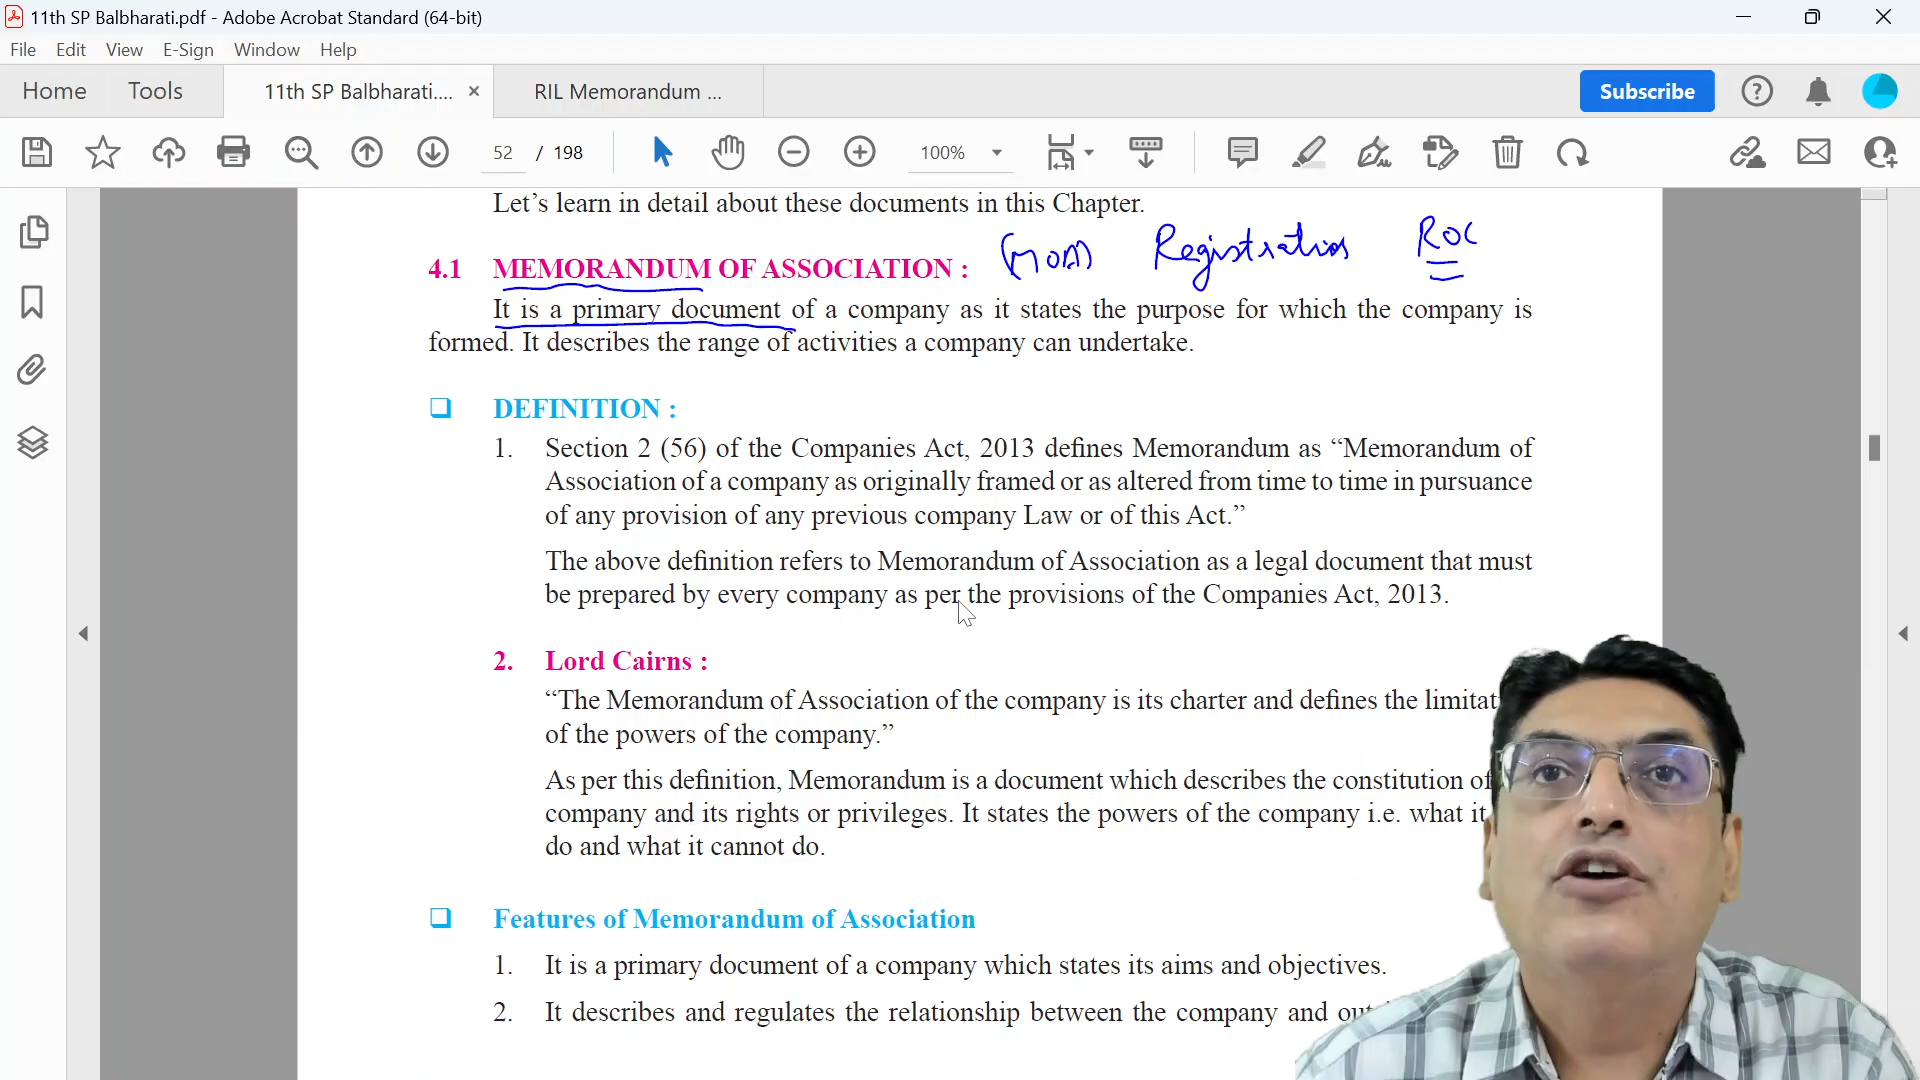 11th SP Balbharati.pdf - Adobe Acrobat Standard (64-bit)
File Edit View E-Sign Window Help
Home Tools 11th SP Balbharati.... × RIL Memorandum ... Subscribe
52 / 198 100%
Let’s learn in detail about these documents in this Chapter.
(MOA) Registration ROC
4.1 MEMORANDUM OF ASSOCIATION :
It is a primary document of a company as it states the purpose for which the company is
formed. It describes the range of activities a company can undertake.
❑ DEFINITION :
1. Section 2 (56) of the Companies Act, 2013 defines Memorandum as “Memorandum of
Association of a company as originally framed or as altered from time to time in pursuance
of any provision of any previous company Law or of this Act.”
The above definition refers to Memorandum of Association as a legal document that must
be prepared by every company as per the provisions of the Companies Act, 2013.
2. Lord Cairns :
“The Memorandum of Association of the company is its charter and defines the
of the powers of the company.”
As per this definition, Memorandum is a document which describes the constitution of
company and its rights or privileges. It states the powers of the company i.e. what it
do and what it cannot do.
❑ Features of Memorandum of Association
1. It is a primary document of a company which states its aims and objectives.
2. It describes and regulates the relationship between the company and